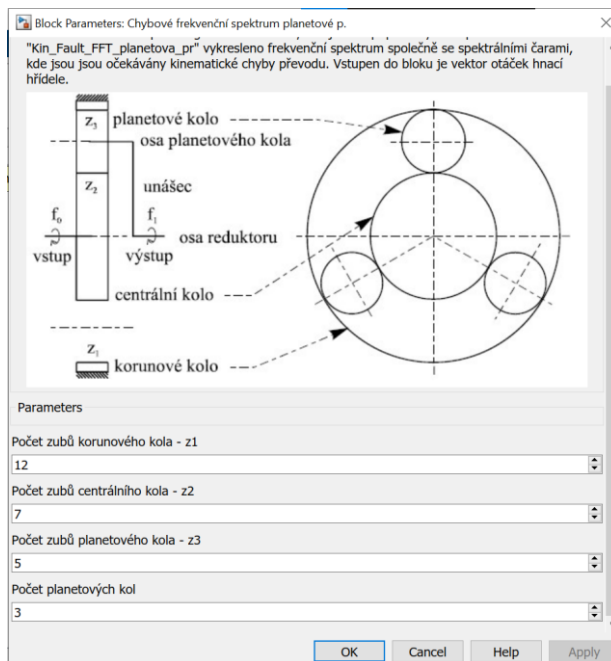 Block Parameters: Chybové frekvenční spektrum planetové p.
"Kin_Fault_FFT_planetova_pr" vykresleno frekvenční spektrum společně se spektrálními čarami,
kde jsou jsou očekávány kinematické chyby převodu. Vstupen do bloku je vektor otáček hnací
hřídele.
z3
planetové kolo
osa planetového kola
z2
unášec
f0
f1
osa reduktoru
vstup
výstup
centrální kolo
z1
korunové kolo
Parameters
Počet zubů korunového kola - z1
12
Počet zubů centrálního kola - z2
7
Počet zubů planetového kola - z3
5
Počet planetových kol
3
OK
Cancel
Help
Apply